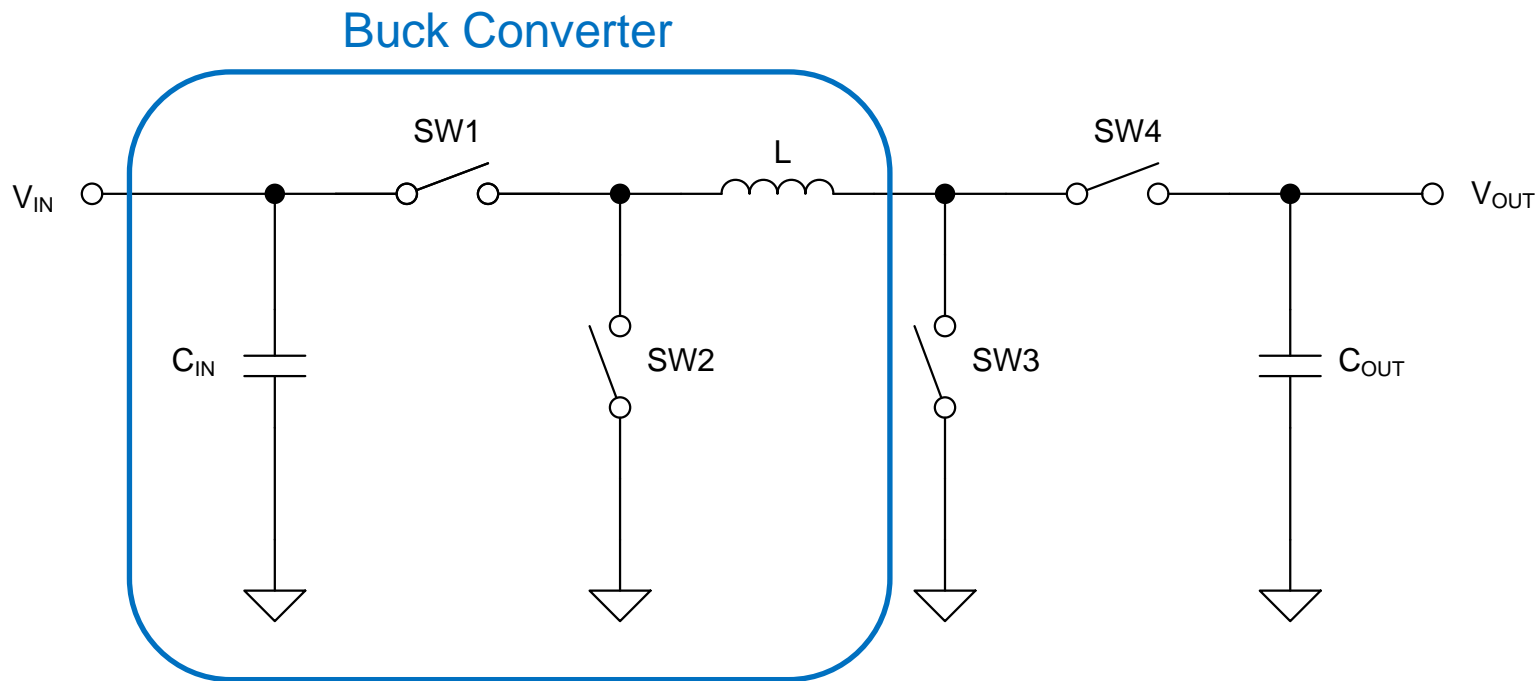 Buck Converter
SW1
SW4
L
VIN
VOUT
CIN
SW2
SW3
COUT